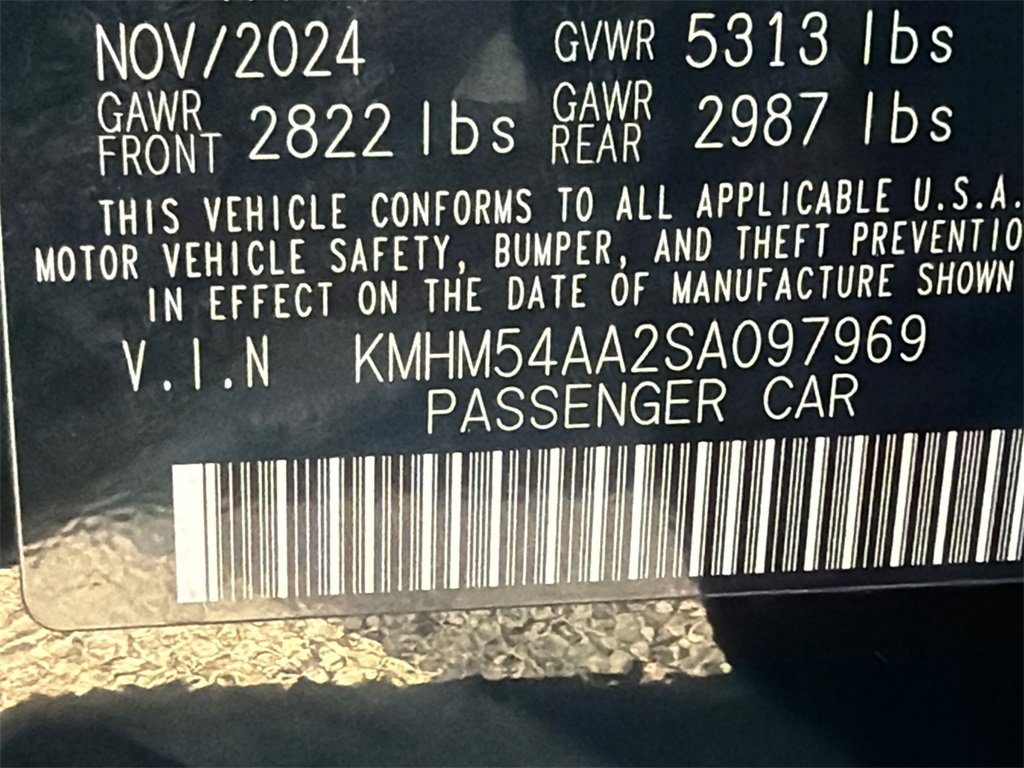 NOV/2024 GVWR 5313 lbs
GAWR FRONT 2822 lbs GAWR REAR 2987 lbs
THIS VEHICLE CONFORMS TO ALL APPLICABLE U.S.A.
MOTOR VEHICLE SAFETY, BUMPER, AND THEFT PREVENTIO
IN EFFECT ON THE DATE OF MANUFACTURE SHOWN
V.I.N KMHM54AA2SA097969
PASSENGER CAR